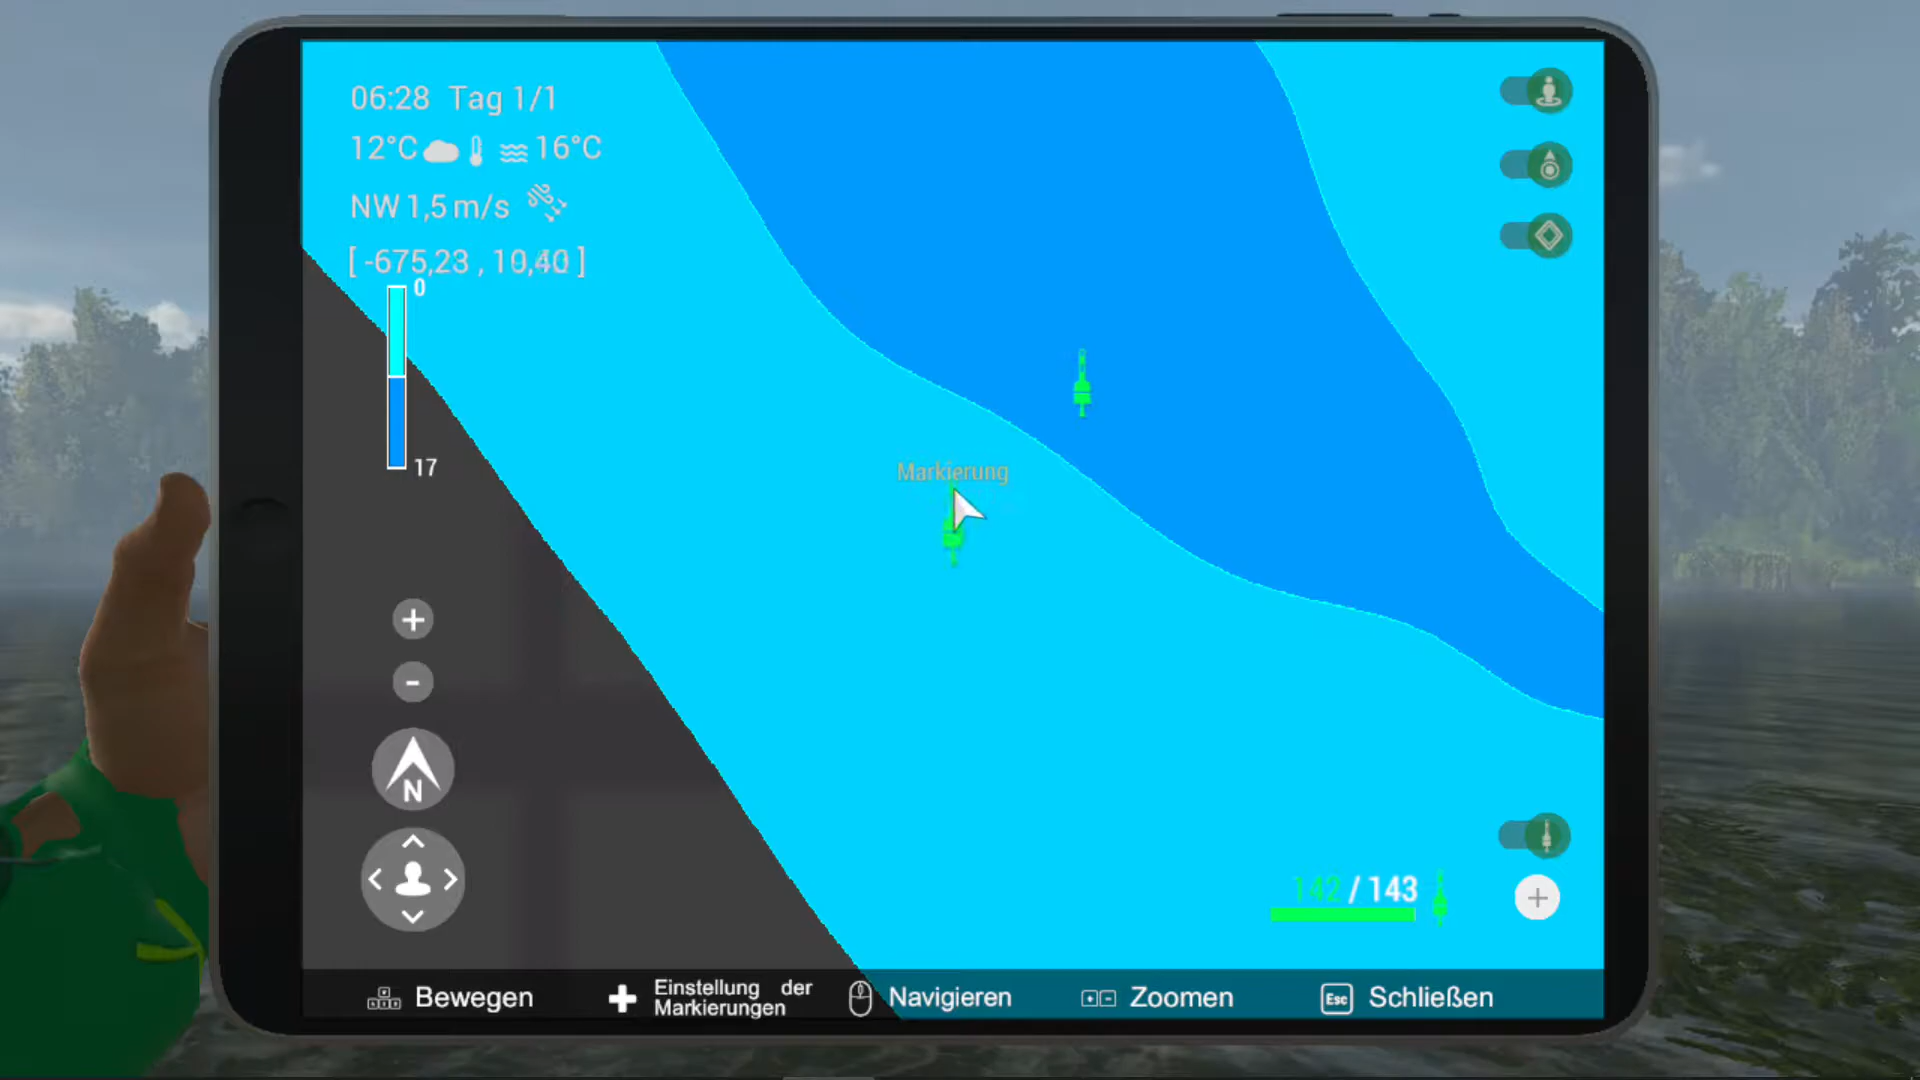 06:28 Tag 1/1
12°C 16°C
NW 1,5 m/s
[ -675,23 , 10,40 ]
0
17
Markierung
+
-
N
142 / 143
+
Bewegen
Einstellung der
Markierungen
Navigieren
Zoomen
Esc Schließen